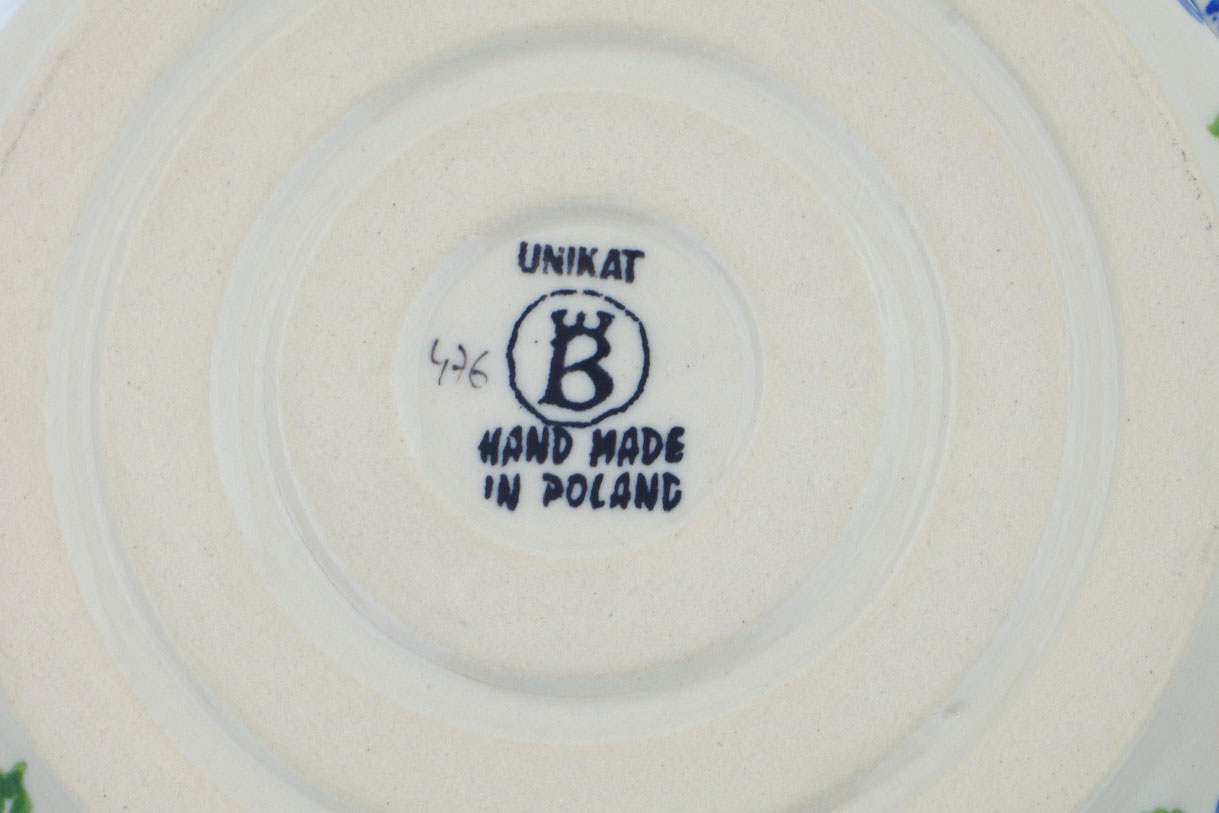 UNIKAT
B
476
HAND MADE
IN POLAND